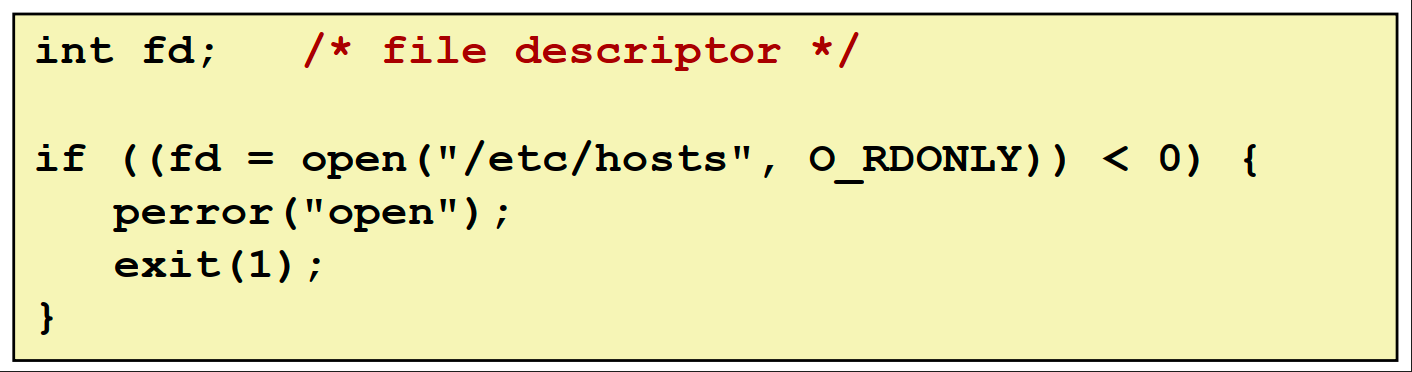 int fd;   /* file descriptor */
if ((fd = open("/etc/hosts", O_RDONLY)) < 0) {
   perror("open");
   exit(1);
}